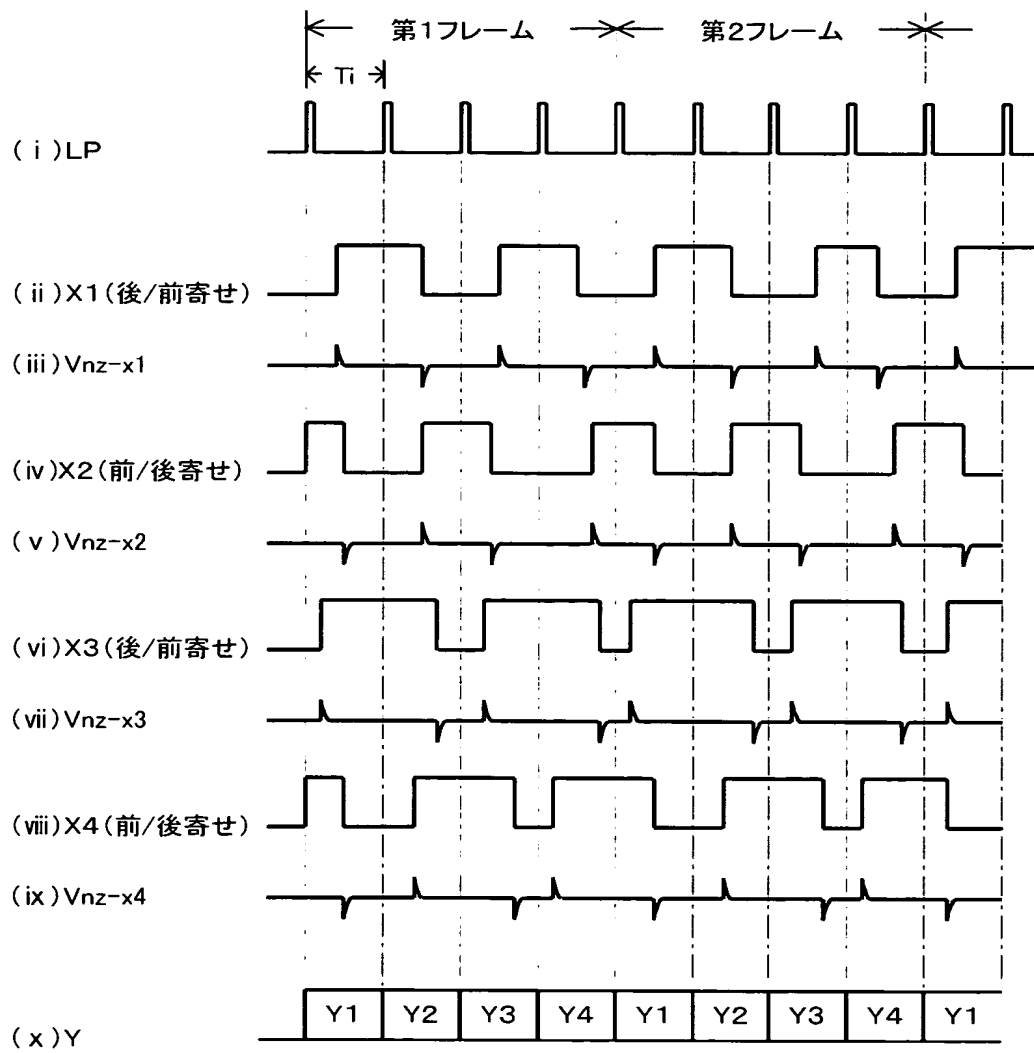 第1フレーム 第2フレーム
Ti
(ⅰ)LP
(ⅱ)X1(後/前寄せ)
(ⅲ)Vnz-x1
(ⅳ)X2(前/後寄せ)
(ⅴ)Vnz-x2
(ⅵ)X3(後/前寄せ)
(ⅶ)Vnz-x3
(ⅷ)X4(前/後寄せ)
(ⅸ)Vnz-x4
(ⅹ)Y Y1 Y2 Y3 Y4 Y1 Y2 Y3 Y4 Y1